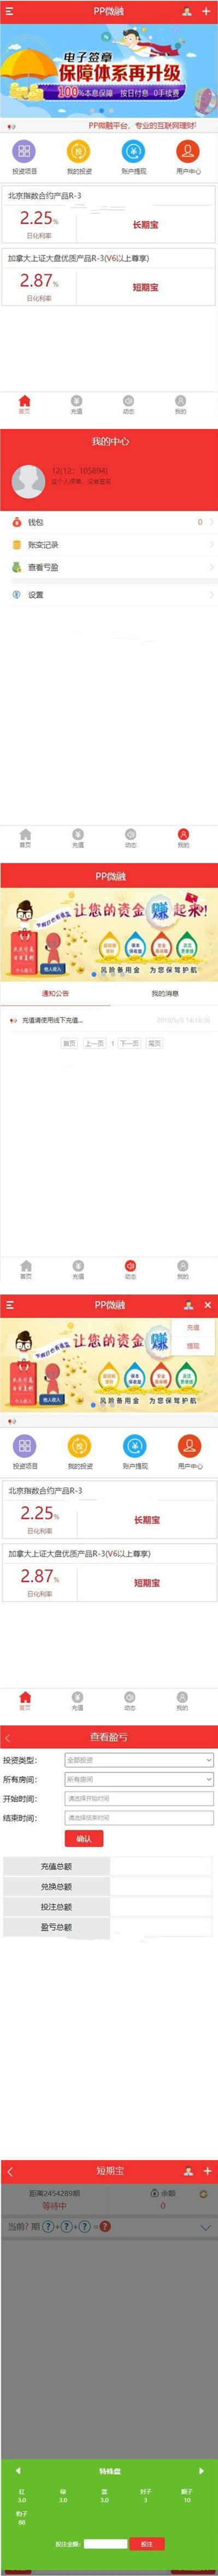 PP微融
电子签章
保障体系再升级
100%本息保障 按日付息 0手续费
PP微融平台，专业的互联网理财
投资项目 我的投资 账户提现 用户中心
北京指数合约产品R-3
2.25%
日化利率
长期宝
加拿大上证大盘优质产品R-3(V6以上尊享)
2.87%
日化利率
短期宝
首页 充值 动态 我的
我的中心
12(12: 105894)
钱包 0
账变记录
查看亏盈
设置
首页 充值 动态 我的
PP微融
让您的资金赚起来!
风险备用金 为您保驾护航
通知公告 我的消息
充值请使用线下充值...
首页 上一页 1 下一页 尾页
首页 充值 动态 我的
PP微融
充值
提现
让您的资金赚
风险备用金 为您保驾护航
投资项目 我的投资 账户提现 用户中心
北京指数合约产品R-3
2.25%
日化利率
长期宝
加拿大上证大盘优质产品R-3(V6以上尊享)
2.87%
日化利率
短期宝
首页 充值 动态 我的
查看盈亏
投资类型: 全部投资
所有房间: 所有房间
开始时间: 请选择开始时间
结束时间: 请选择结束时间
确认
充值总额
兑换总额
投注总额
盈亏总额
短期宝
距离2454289期 余额
等待中 0
当前? 期 ?+?+? =?
特殊盘
红 绿 蓝 对子 顺子
3.0 3.0 3.0 3 10
豹子
88
投注金额: 投注